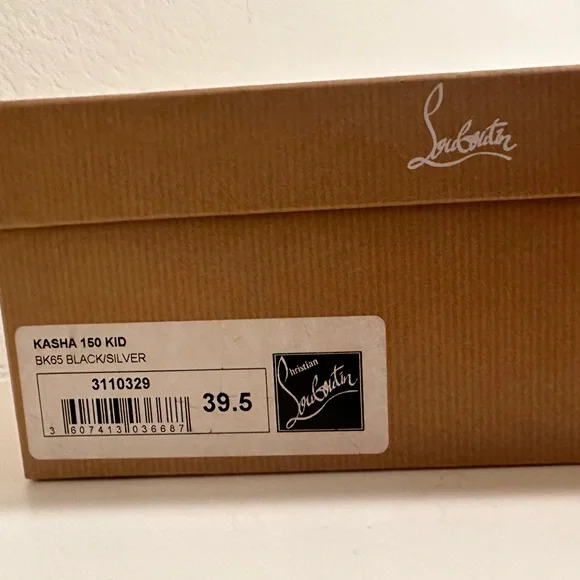 Louboutin
KASHA 150 KID
BK65 BLACK/SILVER
3110329
39.5
3 607413 036687
Christian
Louboutin